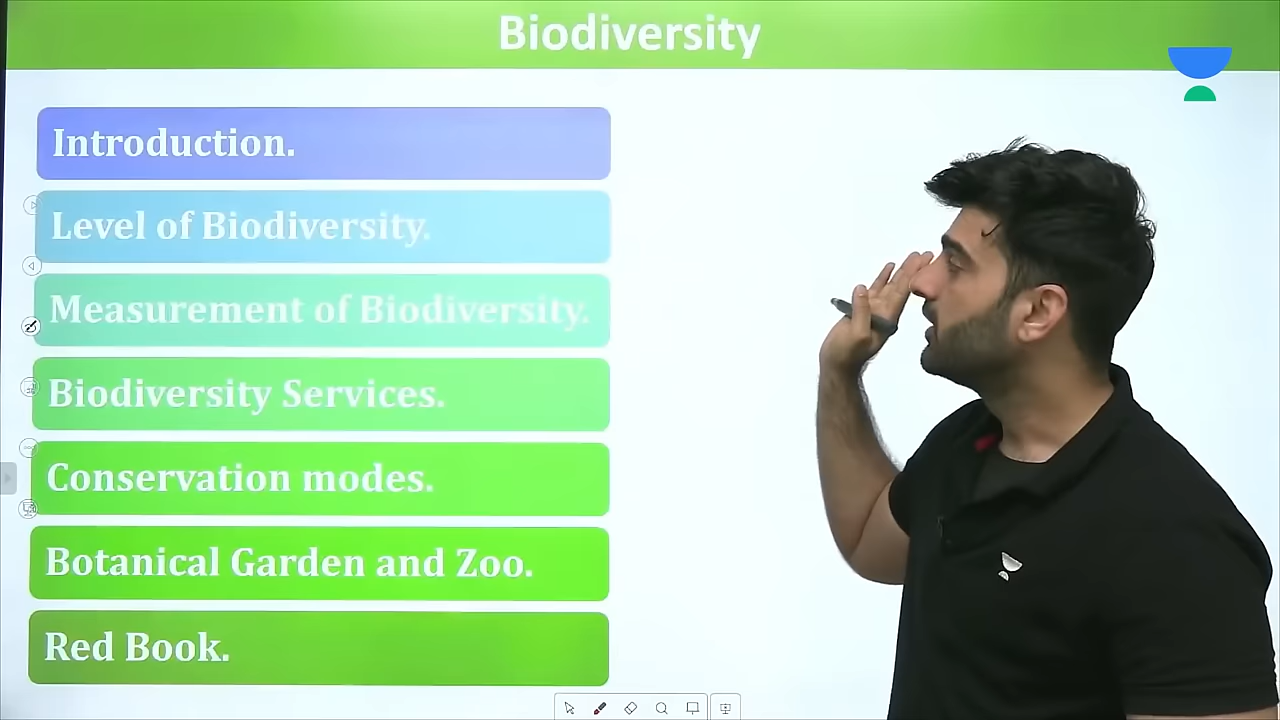 Biodiversity
Introduction.
Level of Biodiversity.
Measurement of Biodiversity.
Biodiversity Services.
Conservation modes.
Botanical Garden and Zoo.
Red Book.